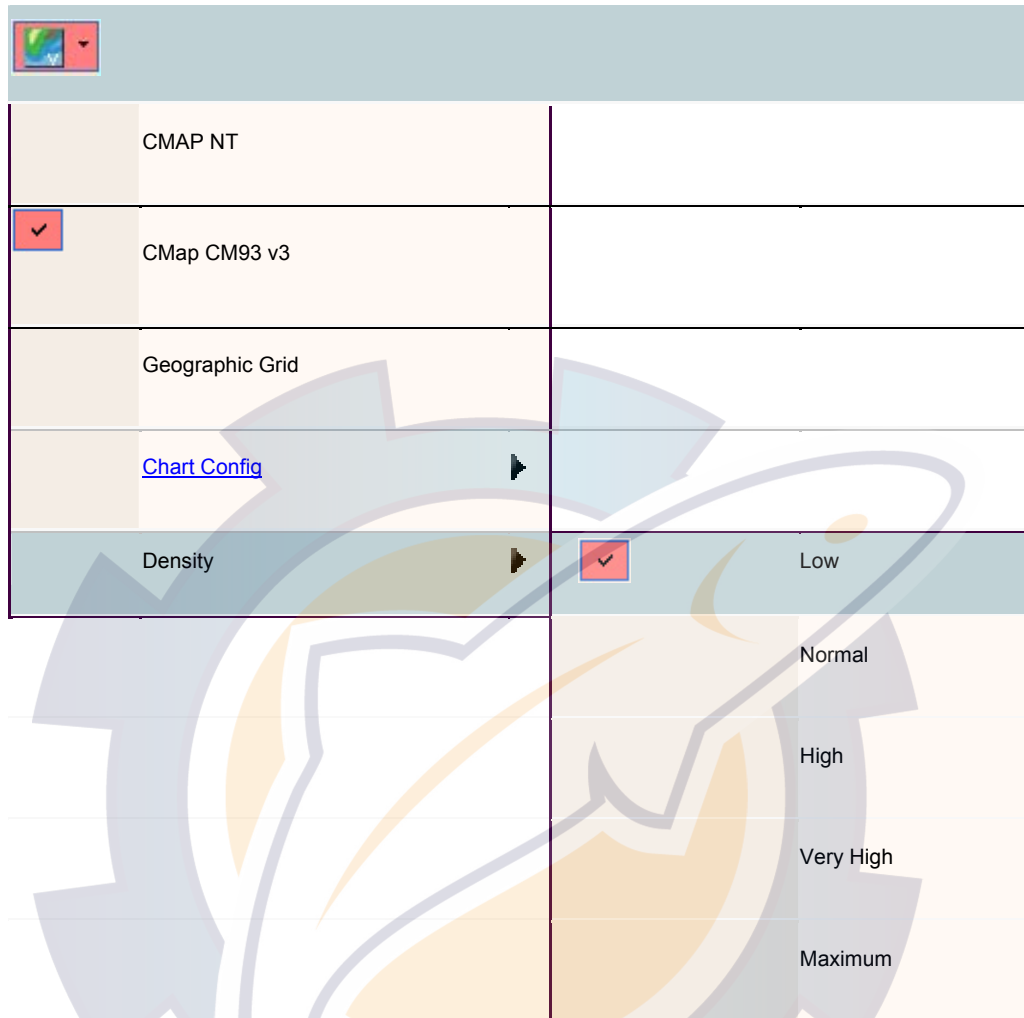 V
CMAP NT
CMap CM93 v3
Geographic Grid
Chart Config
Density
Low
Normal
High
Very High
Maximum